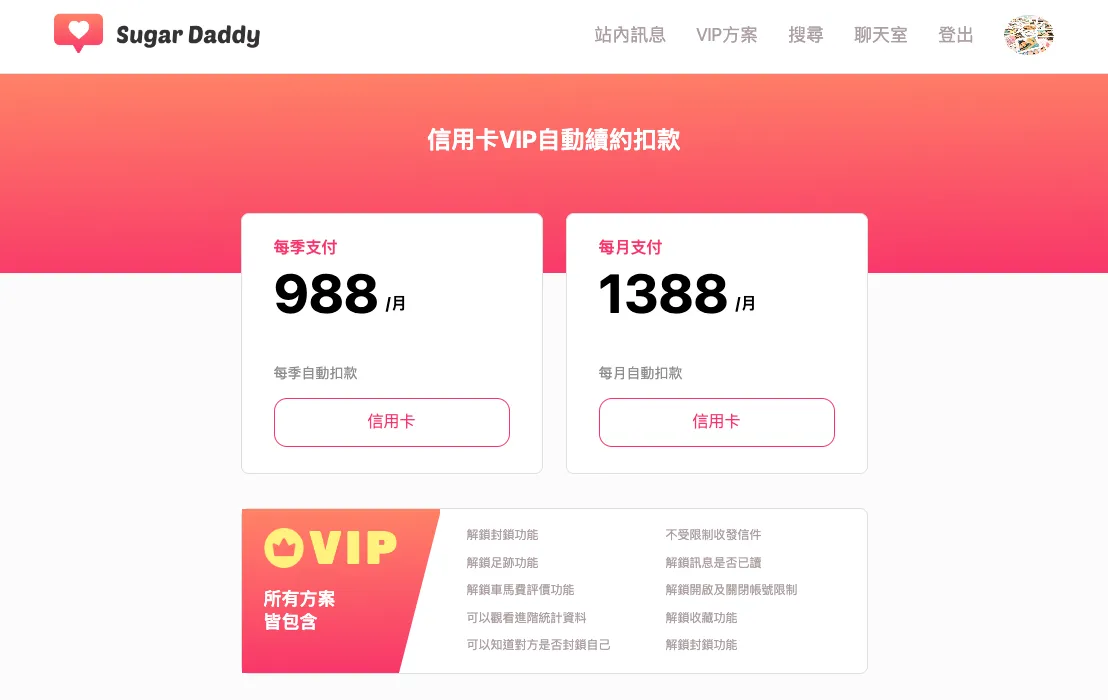 Sugar Daddy
站內訊息 VIP方案 搜尋 聊天室 登出
信用卡VIP自動續約扣款
每季支付
988 /月
每季自動扣款
信用卡
每月支付
1388 /月
每月自動扣款
信用卡
VIP
所有方案
皆包含
解鎖封鎖功能
解鎖足跡功能
解鎖車馬費評價功能
可以觀看進階統計資料
可以知道對方是否封鎖自己
不受限制收發信件
解鎖訊息是否已讀
解鎖開啟及關閉帳號限制
解鎖收藏功能
解鎖封鎖功能